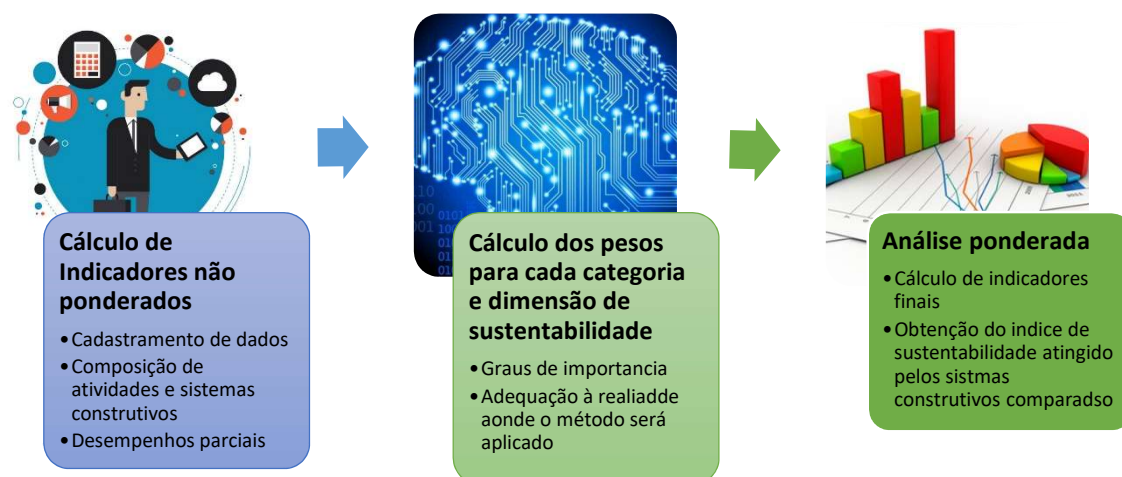 Cálculo de
Indicadores não
ponderados
•Cadastramento de dados
•Composição de
atividades e sistemas
construtivos
•Desempenhos parciais
Cálculo dos pesos
para cada categoria
e dimensão de
sustentabilidade
•Graus de importancia
•Adequação à realiadde
aonde o método será
aplicado
Análise ponderada
•Cálculo de indicadores
finais
•Obtenção do indice de
sustentabilidade atingido
pelos sistmas
construtivos comparadso